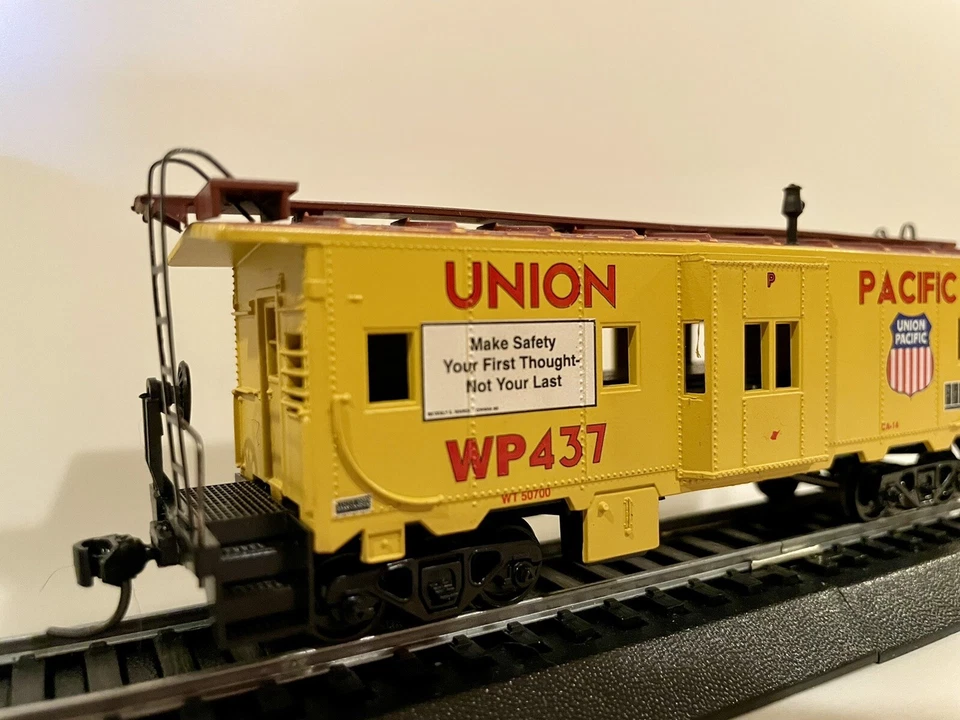 UNION
Make Safety
Your First Thought-
Not Your Last
WP437
WT 50700
P
PACIFIC
UNION
PACIFIC
CA-14